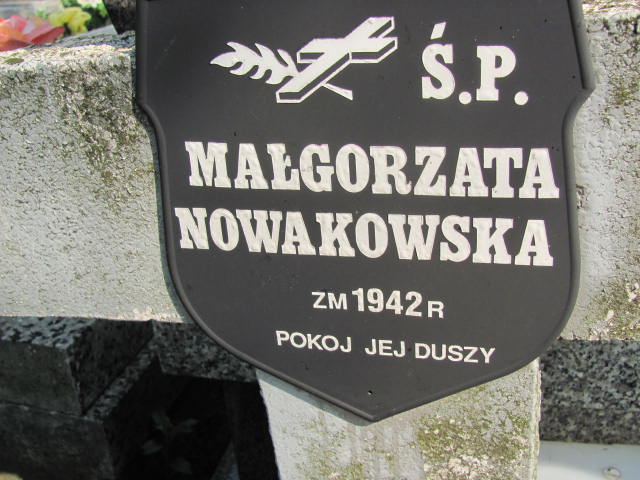 Ś.P.
MAŁGORZATA
NOWAKOWSKA
ZM 1942 R
POKOJ JEJ DUSZY